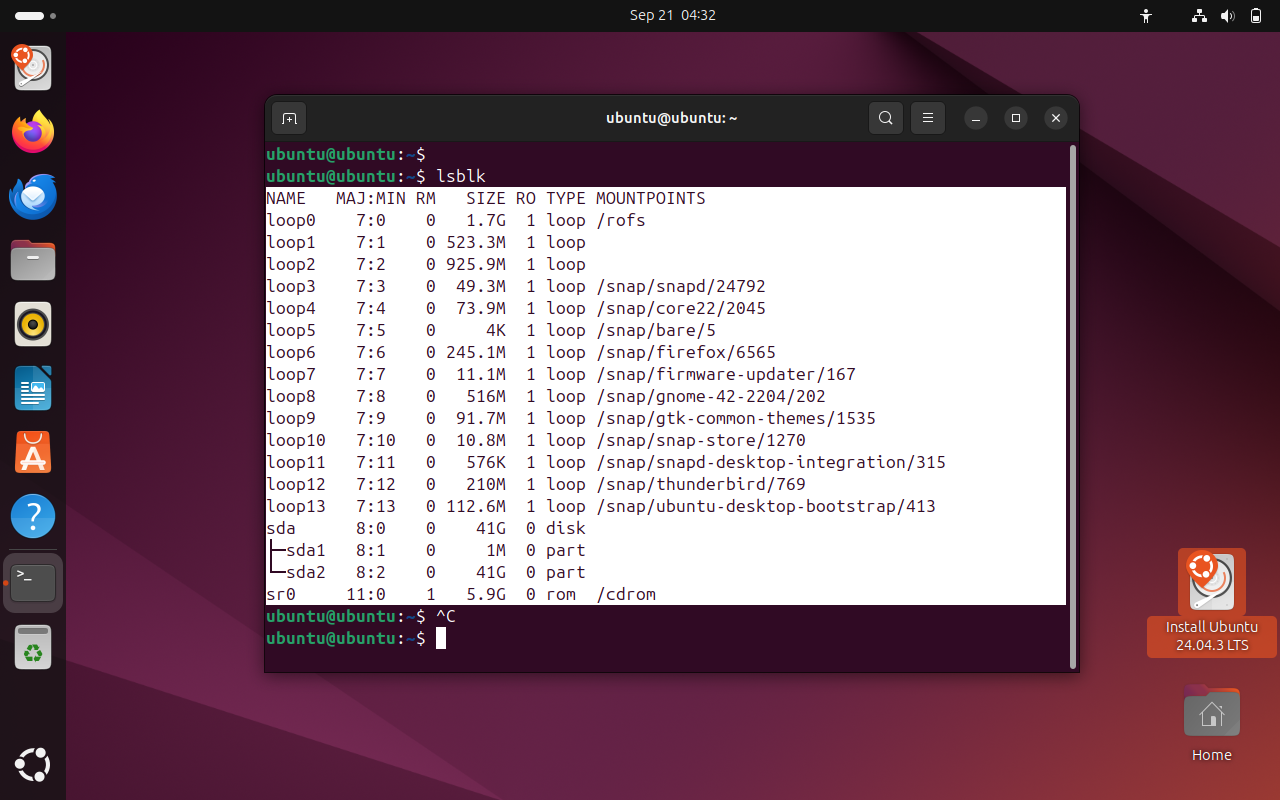 Sep 21 04:32
ubuntu@ubuntu: ~
ubuntu@ubuntu:~$
ubuntu@ubuntu:~$ lsblk
NAME   MAJ:MIN RM   SIZE RO TYPE MOUNTPOINTS
loop0    7:0    0   1.7G  1 loop /rofs
loop1    7:1    0 523.3M  1 loop
loop2    7:2    0 925.9M  1 loop
loop3    7:3    0  49.3M  1 loop /snap/snapd/24792
loop4    7:4    0  73.9M  1 loop /snap/core22/2045
loop5    7:5    0     4K  1 loop /snap/bare/5
loop6    7:6    0 245.1M  1 loop /snap/firefox/6565
loop7    7:7    0  11.1M  1 loop /snap/firmware-updater/167
loop8    7:8    0   516M  1 loop /snap/gnome-42-2204/202
loop9    7:9    0  91.7M  1 loop /snap/gtk-common-themes/1535
loop10   7:10   0  10.8M  1 loop /snap/snap-store/1270
loop11   7:11   0   576K  1 loop /snap/snapd-desktop-integration/315
loop12   7:12   0   210M  1 loop /snap/thunderbird/769
loop13   7:13   0 112.6M  1 loop /snap/ubuntu-desktop-bootstrap/413
sda      8:0    0    41G  0 disk
├─sda1   8:1    0     1M  0 part
└─sda2   8:2    0    41G  0 part
sr0     11:0    1   5.9G  0 rom  /cdrom
ubuntu@ubuntu:~$ ^C
ubuntu@ubuntu:~$
Install Ubuntu
24.04.3 LTS
Home